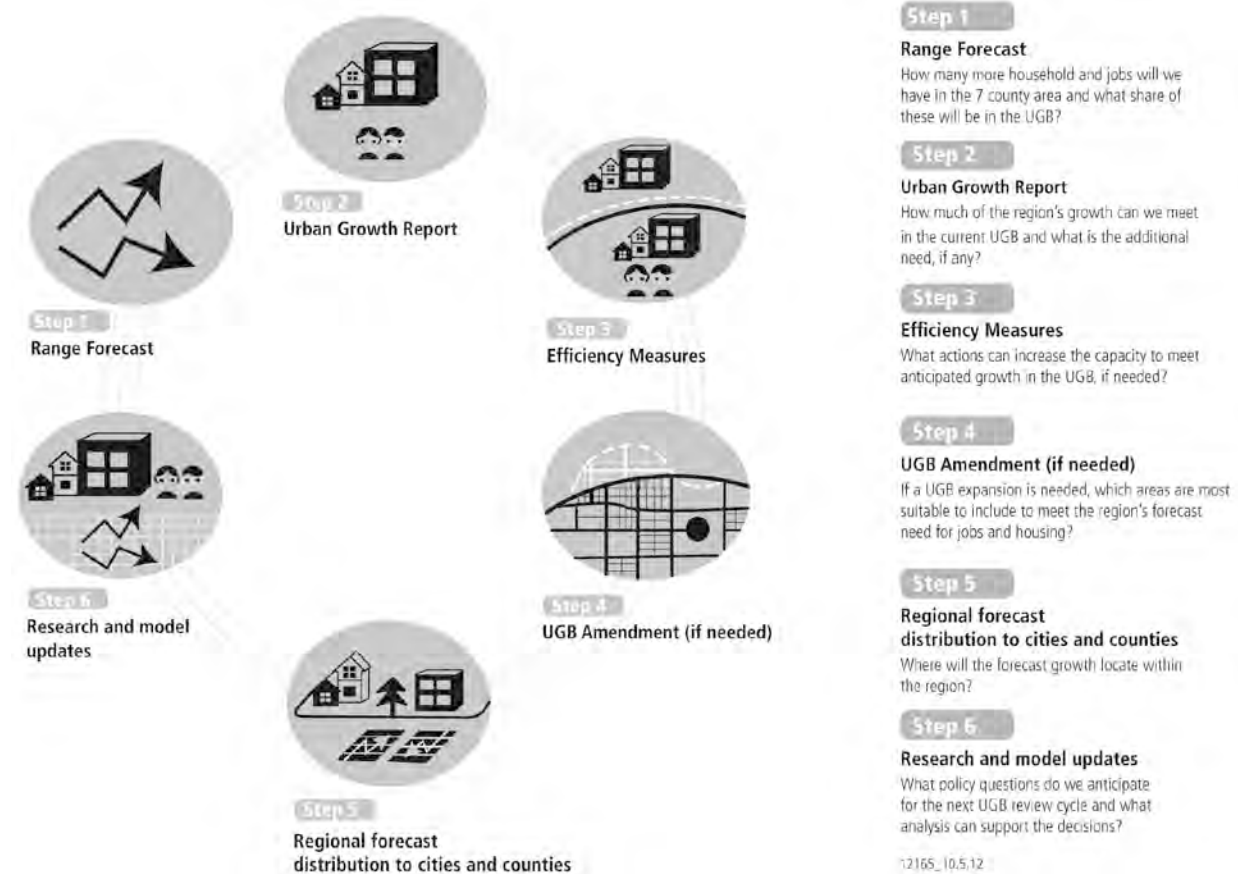 Step 1
Range Forecast
Step 2
Urban Growth Report
Step 3
Efficiency Measures
Step 4
UGB Amendment (if needed)
Step 5
Regional forecast
distribution to cities and counties
Step 6
Research and model
updates
Step 1
Range Forecast
How many more household and jobs will we
have in the 7 county area and what share of
these will be in the UGB?
Step 2
Urban Growth Report
How much of the region's growth can we meet
in the current UGB and what is the additional
need, if any?
Step 3
Efficiency Measures
What actions can increase the capacity to meet
anticipated growth in the UGB, if needed?
Step 4
UGB Amendment (if needed)
If a UGB expansion is needed, which areas are most
suitable to include to meet the region's forecast
need for jobs and housing?
Step 5
Regional forecast
distribution to cities and counties
Where will the forecast growth locate within
the region?
Step 6
Research and model updates
What policy questions do we anticipate
for the next UGB review cycle and what
analysis can support the decisions?
12165_10.5.12